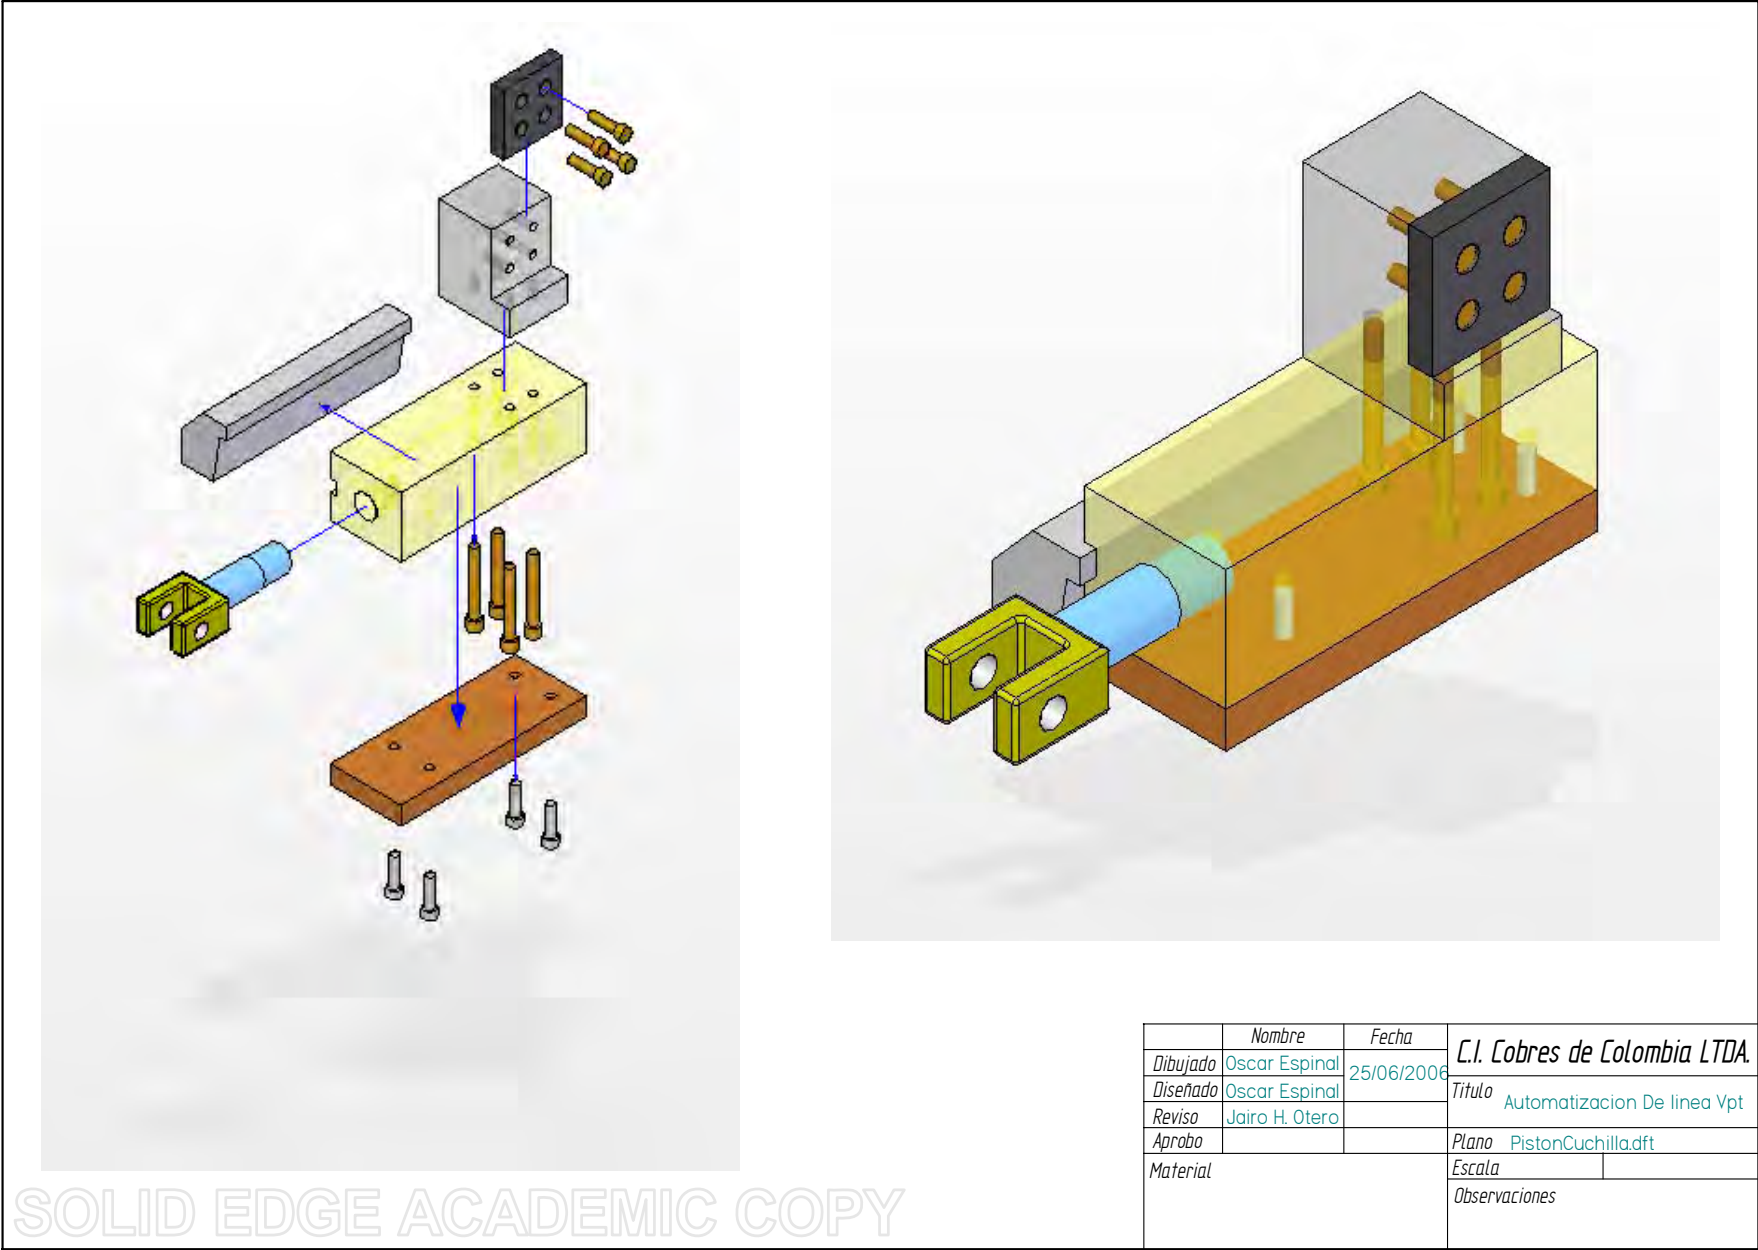 Nombre Fecha C.I. Cobres de Colombia LTDA.
Dibujado Oscar Espinal 25/06/2006
Diseñado Oscar Espinal Titulo Automatizacion De linea Vpt
Reviso Jairo H. Otero
Aprobo Plano PistonCuchilla.dft
Material Escala
Observaciones
SOLID EDGE ACADEMIC COPY